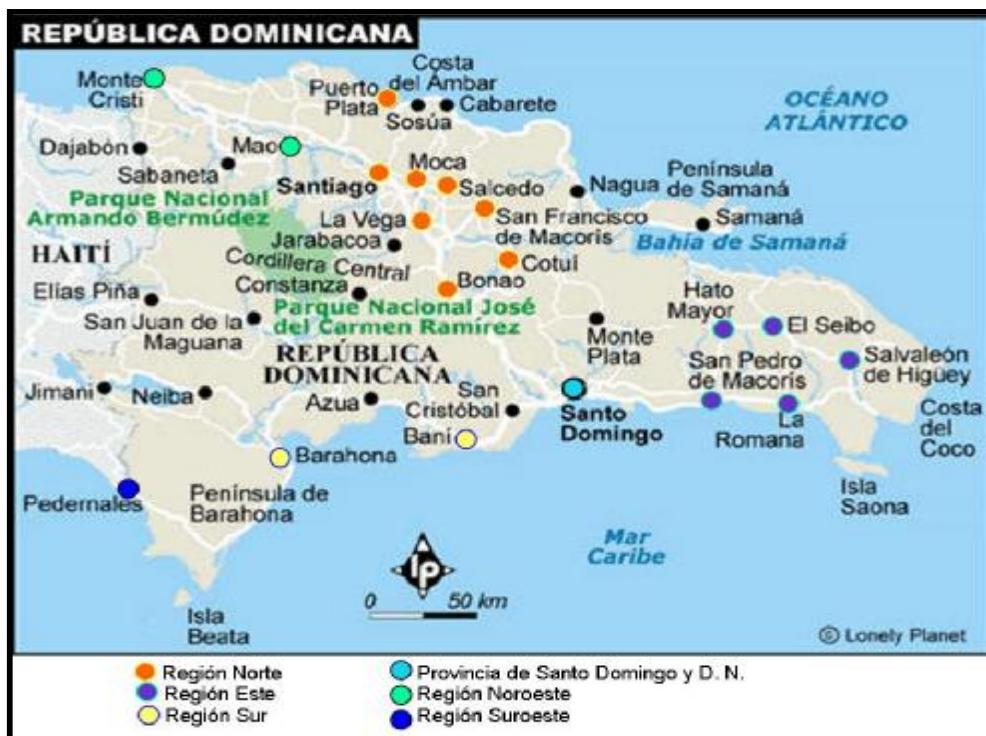 REPÚBLICA DOMINICANA
Monte
Cristi
Puerto
Plata
Costa
del Ámbar
Sosúa
Cabarete
OCÉANO
ATLÁNTICO
Dajabòn
Sabaneta
Mao
Moca
Santiago
Salcedo
Nagua
Península
de Samaná
Samaná
Bahía de Samaná
Parque Nacional
Armando Bermúdez
La Vega
San Francisco
de Macoris
HAITÍ
Jarabacoa
Cordillera Central
Constanza
Cotui
Bonao
Elías Piña
San Juan de la
Maguana
Parque Nacional José
del Carmen Ramírez
Hato
Mayor
El Seibo
Monte
Plata
San Pedro
de Macoris
Salvaleón
de Higüey
REPÚBLICA
DOMINICANA
Jimani
Neiba
Azua
San
Cristóbal
Baní
Santo
Domingo
La
Romana
Costa
del
Coco
Barahona
Pedernales
Península de
Barahona
Isla
Saona
Mar
Caribe
lp
0 50 km
Isla
Beata
© Lonely Planet
Región Norte
Región Este
Región Sur
Provincia de Santo Domingo y D. N.
Región Noroeste
Región Suroeste